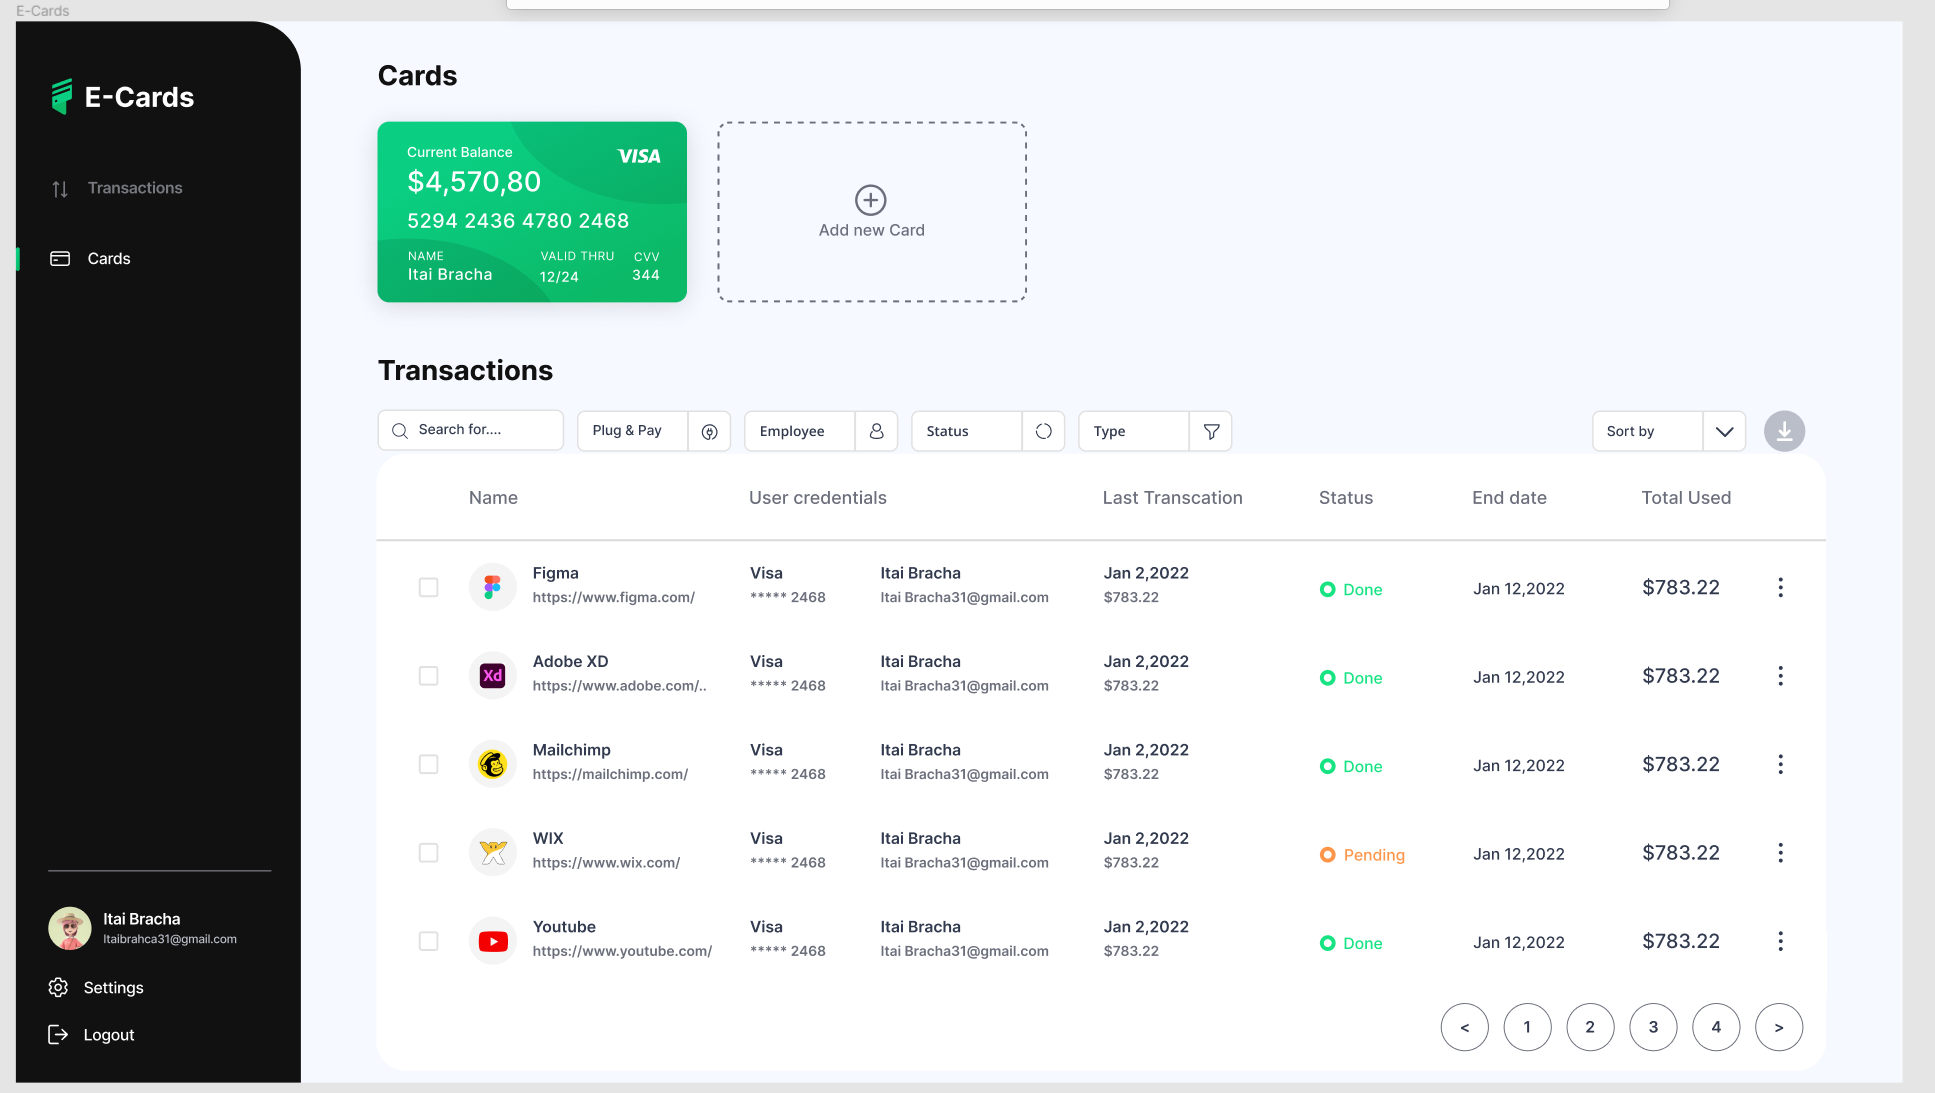 E-Cards
E-Cards
Transactions
Cards
Itai Bracha
Itaibrahca31@gmail.com
Settings
Logout
Cards
Current Balance
VISA
$4,570,80
5294 2436 4780 2468
NAME VALID THRU CVV
Itai Bracha 12/24 344
Add new Card
Transactions
Search for.... Plug & Pay Employee Status Type Sort by
Name User credentials Last Transcation Status End date Total Used
Figma Visa Itai Bracha Jan 2,2022
https://www.figma.com/ ***** 2468 Itai Bracha31@gmail.com $783.22
Done Jan 12,2022 $783.22
Xd
Adobe XD Visa Itai Bracha Jan 2,2022
https://www.adobe.com/.. ***** 2468 Itai Bracha31@gmail.com $783.22
Done Jan 12,2022 $783.22
Mailchimp Visa Itai Bracha Jan 2,2022
https://mailchimp.com/ ***** 2468 Itai Bracha31@gmail.com $783.22
Done Jan 12,2022 $783.22
WIX Visa Itai Bracha Jan 2,2022
https://www.wix.com/ ***** 2468 Itai Bracha31@gmail.com $783.22
Pending Jan 12,2022 $783.22
Youtube Visa Itai Bracha Jan 2,2022
https://www.youtube.com/ ***** 2468 Itai Bracha31@gmail.com $783.22
Done Jan 12,2022 $783.22
< 1 2 3 4 >